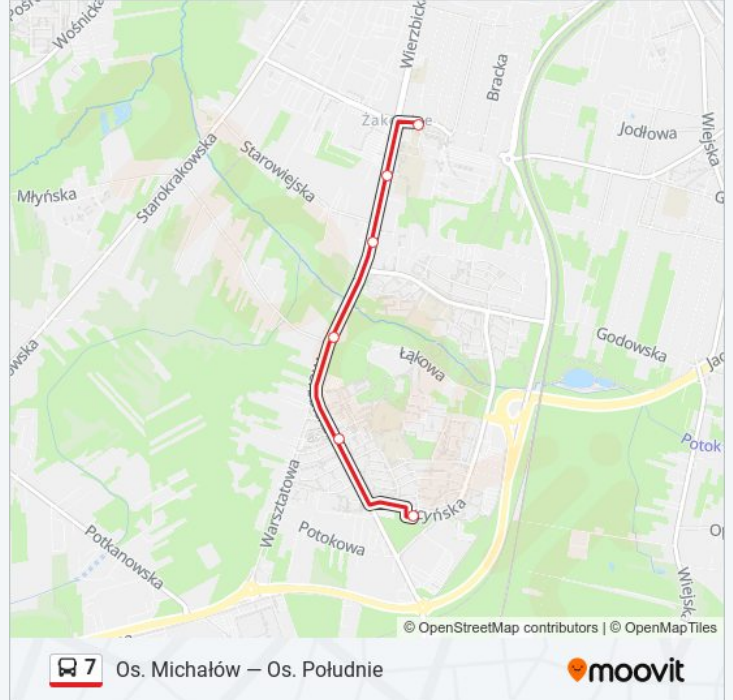 Wośnicka
Wierzbick
Bracka
Jodłowa
Wiejska
Starokrakowska
Starowiejska
Młyńska
Godowska
Łąkowa
Potok
Warsztatowa
Potokowa
Potkanowska
Wiejska
© OpenStreetMap contributors | © OpenMapTiles
7 Os. Michałów — Os. Południe
moovit